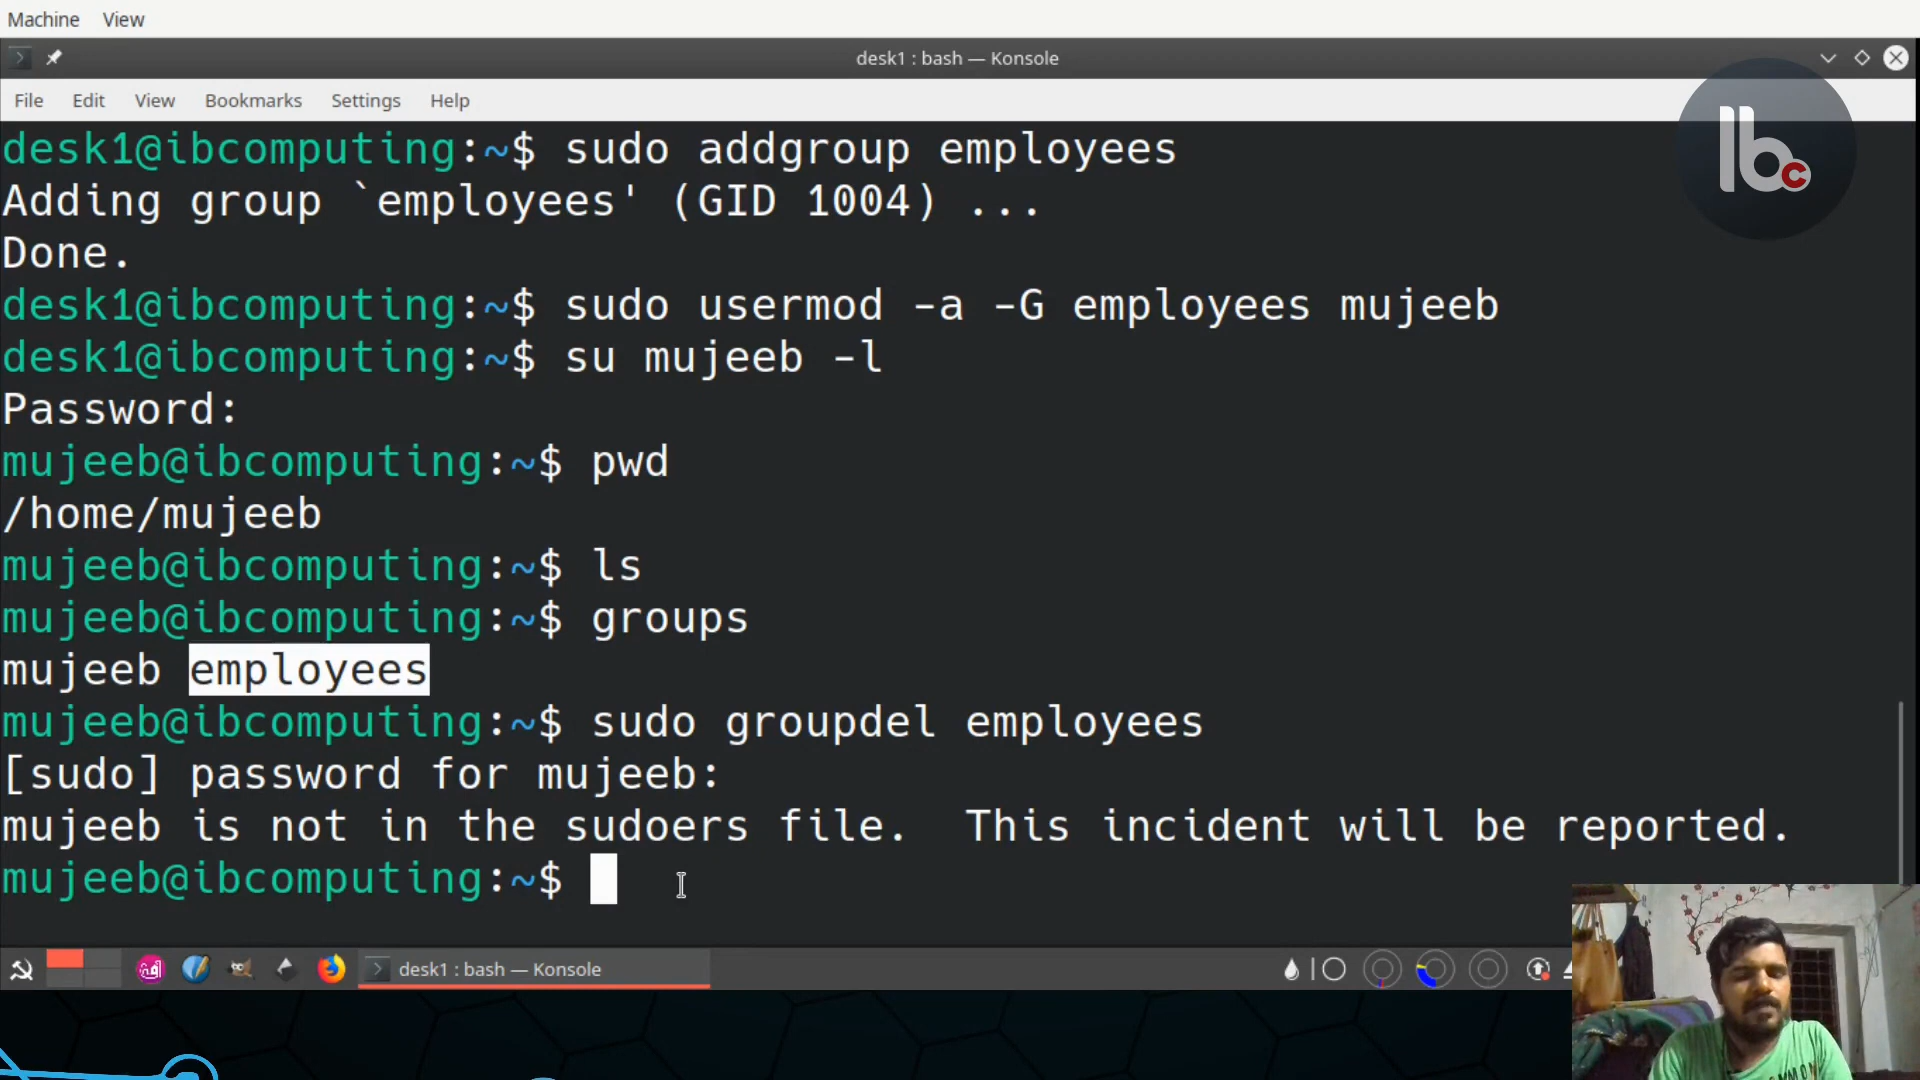 Machine View
desk1 : bash — Konsole
File Edit View Bookmarks Settings Help
lbc
desk1@ibcomputing:~$ sudo addgroup employees
Adding group `employees' (GID 1004) ...
Done.
desk1@ibcomputing:~$ sudo usermod -a -G employees mujeeb
desk1@ibcomputing:~$ su mujeeb -l
Password:
mujeeb@ibcomputing:~$ pwd
/home/mujeeb
mujeeb@ibcomputing:~$ ls
mujeeb@ibcomputing:~$ groups
mujeeb employees
mujeeb@ibcomputing:~$ sudo groupdel employees
[sudo] password for mujeeb:
mujeeb is not in the sudoers file.  This incident will be reported.
mujeeb@ibcomputing:~$
desk1 : bash — Konsole